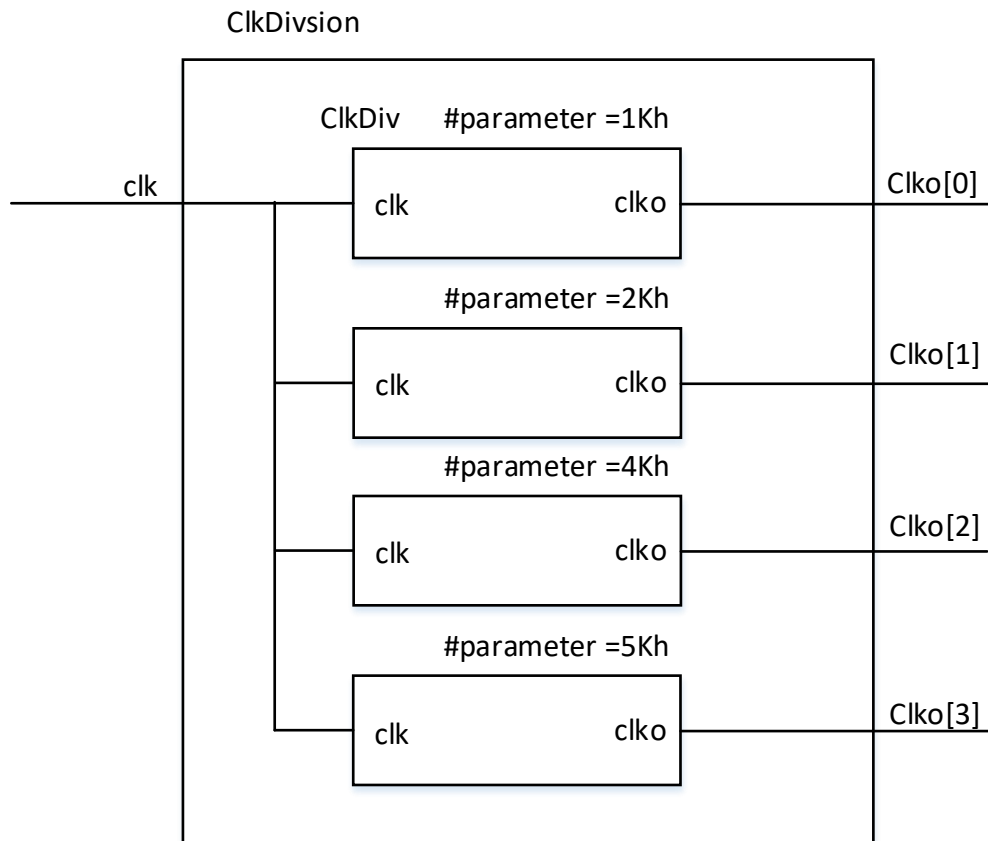 ClkDivsion
ClkDiv #parameter =1Kh
clk
clk clko
Clko[0]
#parameter =2Kh
clk clko
Clko[1]
#parameter =4Kh
clk clko
Clko[2]
#parameter =5Kh
clk clko
Clko[3]